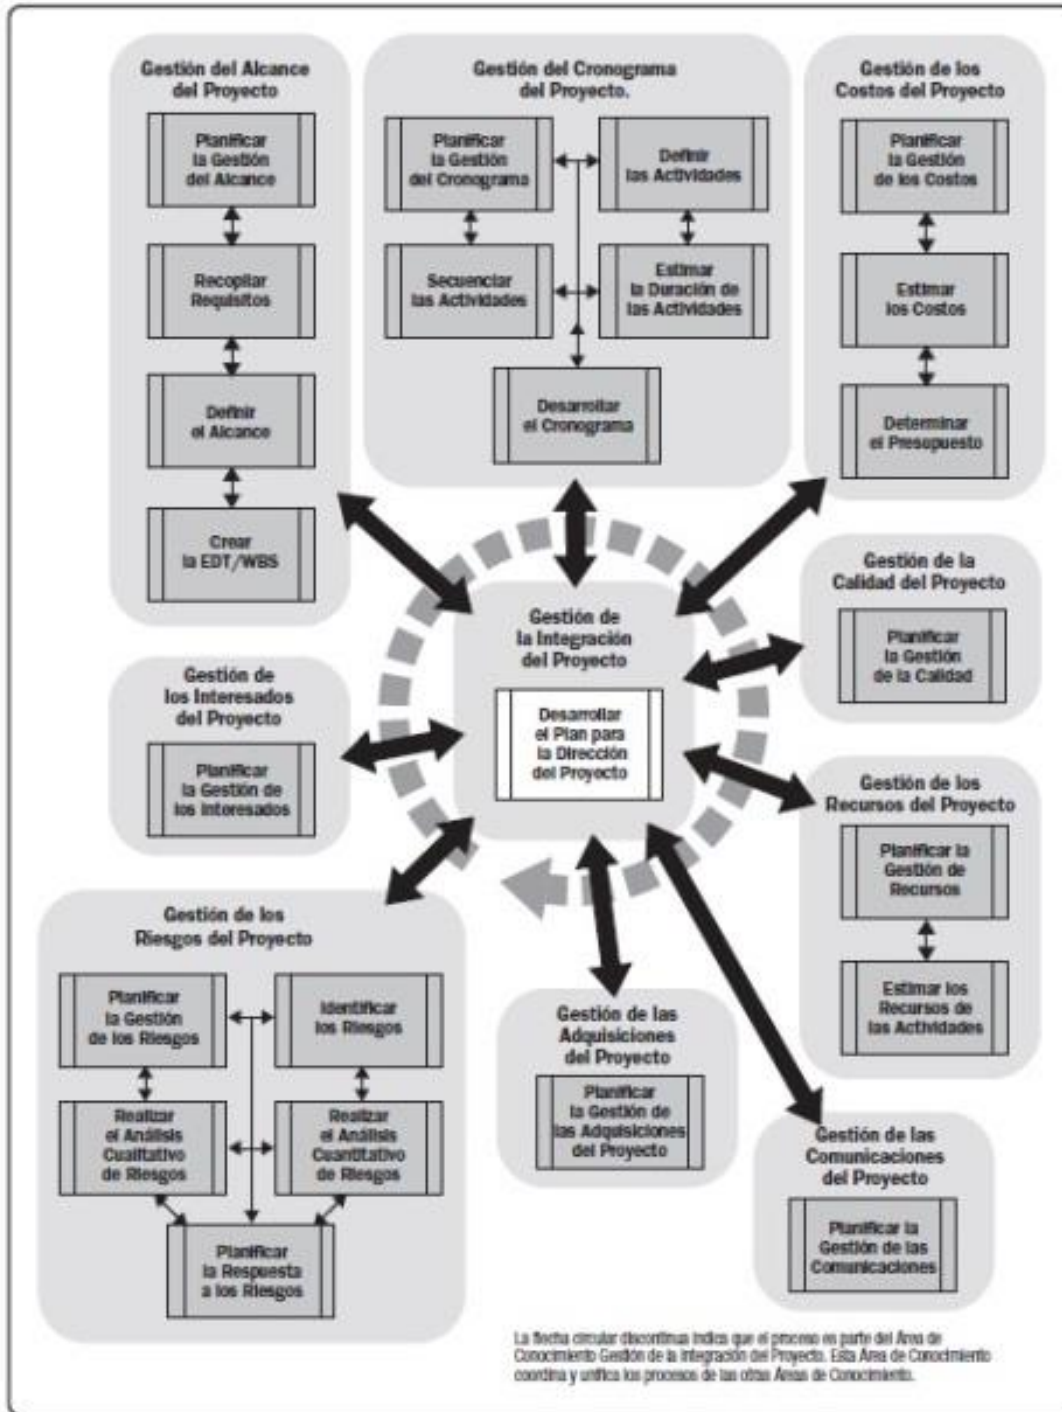 Gestión del Alcance
del Proyecto
Planificar
la Gestión
del Alcance
Recopilar
Requisitos
Definir
el Alcance
Crear
la EDT/WBS
Gestión del Cronograma
del Proyecto.
Planificar
la Gestión
del Cronograma
Definir
las Actividades
Secuenciar
las Actividades
Estimar
la Duración de
las Actividades
Desarrollar
el Cronograma
Gestión de los
Costos del Proyecto
Planificar
la Gestión
de los Costos
Estimar
los Costos
Determinar
el Presupuesto
Gestión de la
Calidad del Proyecto
Planificar
la Gestión
de la Calidad
Gestión de
la Integración
del Proyecto
Desarrollar
el Plan para
la Dirección
del Proyecto
Gestión de
los Interesados
del Proyecto
Planificar
la Gestión de
los Interesados
Gestión de los
Recursos del Proyecto
Planificar la
Gestión de
Recursos
Estimar los
Recursos de
las Actividades
Gestión de los
Riesgos del Proyecto
Planificar
la Gestión
de los Riesgos
Identificar
los Riesgos
Realizar
el Análisis
Cualitativo
de Riesgos
Realizar
el Análisis
Cuantitativo
de Riesgos
Planificar
la Respuesta
a los Riesgos
Gestión de las
Adquisiciones
del Proyecto
Planificar
la Gestión de
las Adquisiciones
del Proyecto
Gestión de las
Comunicaciones
del Proyecto
Planificar la
Gestión de las
Comunicaciones
La flecha circular discontinua indica que el proceso es parte del Área de
Conocimiento Gestión de la Integración del Proyecto. Esta Área de Conocimiento
coordina y unifica los procesos de las otras Áreas de Conocimiento.